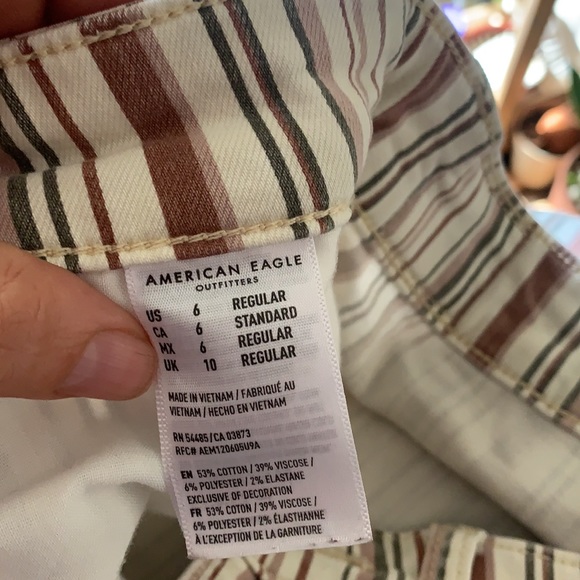 AMERICAN EAGLE
OUTFITTERS
US 6 REGULAR
CA 6 STANDARD
MX 6 REGULAR
UK 10 REGULAR
MADE IN VIETNAM / FABRIQUÉ AU
VIETNAM / HECHO EN VIETNAM
RN 54485 / CA 03873
RFC# AEM120605U9A
EN 53% COTTON / 39% VISCOSE /
6% POLYESTER / 2% ELASTANE
EXCLUSIVE OF DECORATION
FR 53% COTON / 39% VISCOSE /
6% POLYESTER / 2% ÉLASTHANNE
À L'EXCEPTION DE LA GARNITURE